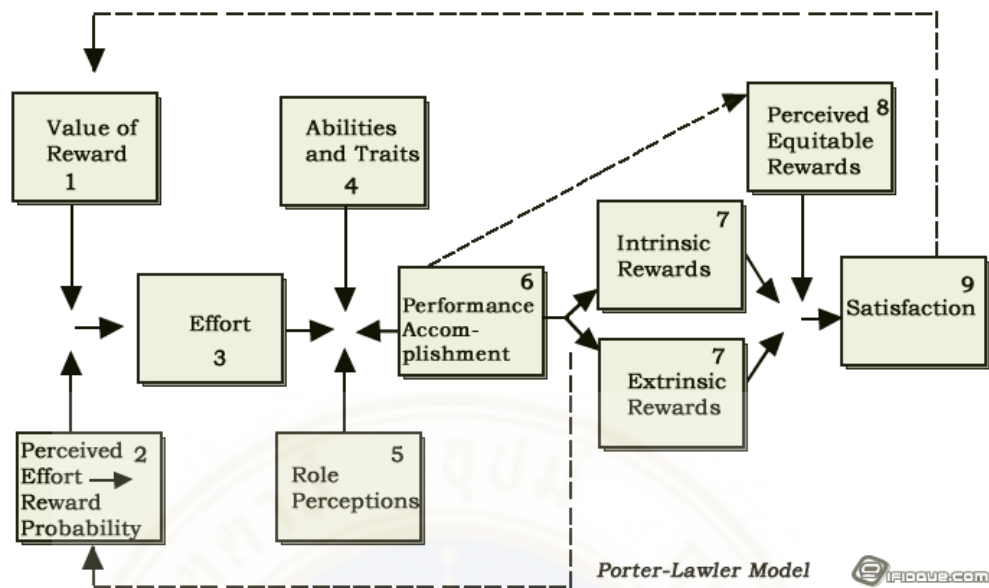 Value of
Reward
1
Abilities
and Traits
4
Perceived 8
Equitable
Rewards
7
Intrinsic
Rewards
Effort
3
6
Performance
Accom-
plishment
9
Satisfaction
7
Extrinsic
Rewards
Perceived 2
Effort
Reward
Probability
5
Role
Perceptions
Porter-Lawler Model